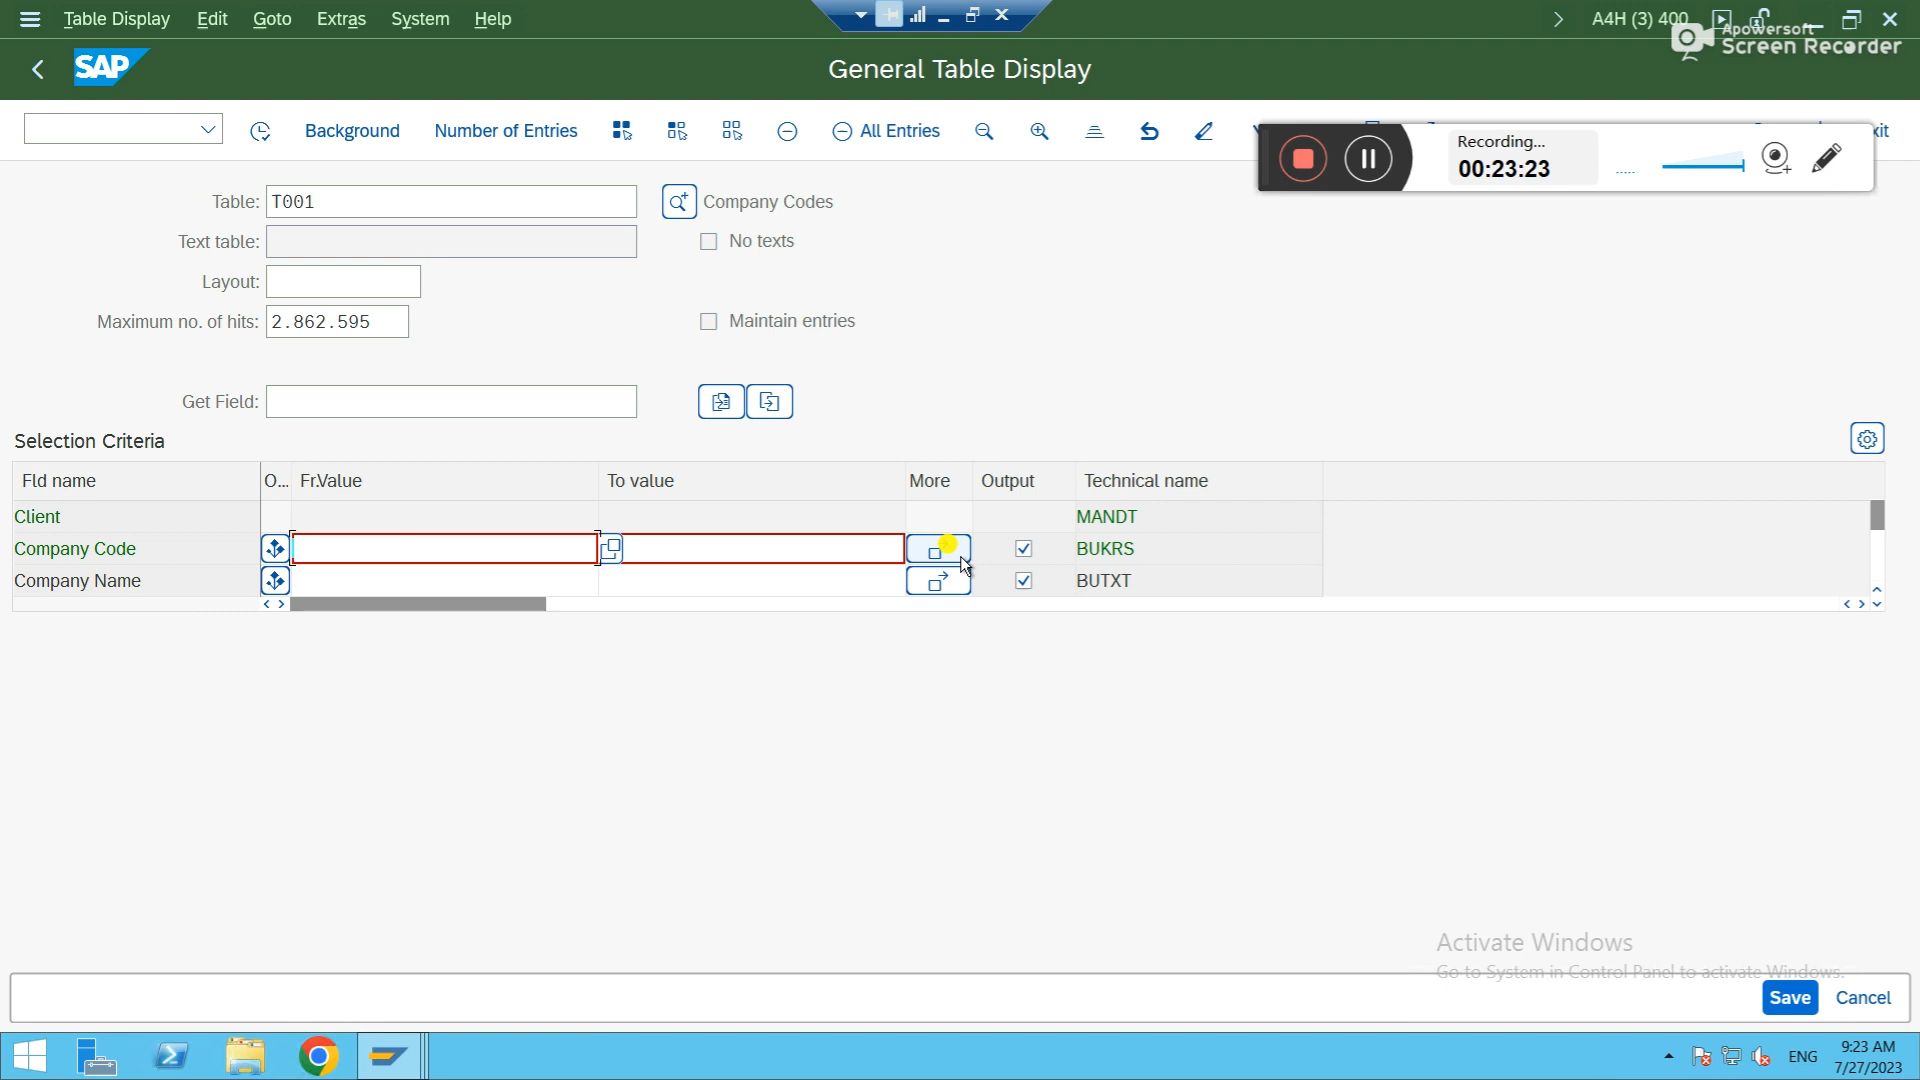 Table Display Edit Goto Extras System Help
A4H (3) 400
Apowersoft
Screen Recorder
SAP
General Table Display
Background Number of Entries All Entries
xit
Recording...
00:23:23
Table: T001 Company Codes
Text table: No texts
Layout:
Maximum no. of hits: 2.862.595 Maintain entries
Get Field:
Selection Criteria
Fld name O... Fr.Value To value More Output Technical name
Client MANDT
Company Code BUKRS
Company Name BUTXT
Activate Windows
Go to System in Control Panel to activate Windows.
Save Cancel
ENG
9:23 AM
7/27/2023